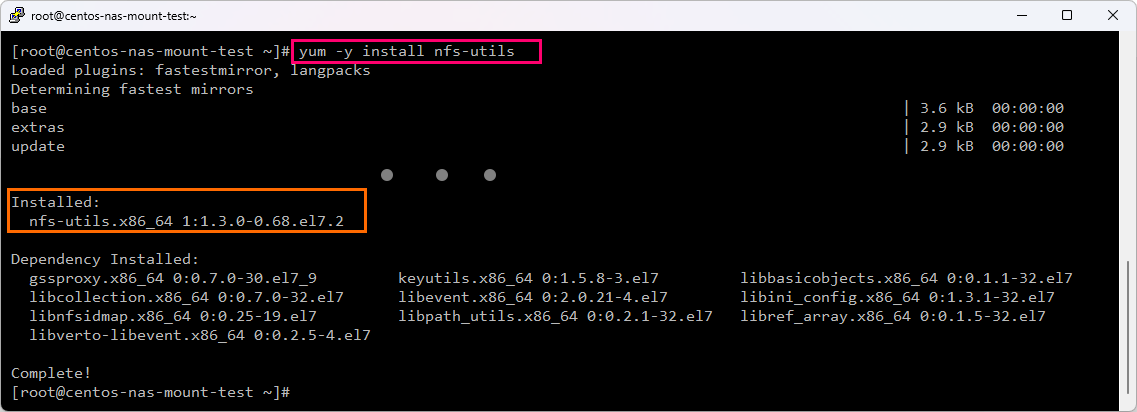 root@centos-nas-mount-test:~
[root@centos-nas-mount-test ~]# yum -y install nfs-utils
Loaded plugins: fastestmirror, langpacks
Determining fastest mirrors
base | 3.6 kB 00:00:00
extras | 2.9 kB 00:00:00
update | 2.9 kB 00:00:00
Installed:
nfs-utils.x86_64 1:1.3.0-0.68.el7.2
Dependency Installed:
gssproxy.x86_64 0:0.7.0-30.el7_9 keyutils.x86_64 0:1.5.8-3.el7 libbasicobjects.x86_64 0:0.1.1-32.el7
libcollection.x86_64 0:0.7.0-32.el7 libevent.x86_64 0:2.0.21-4.el7 libini_config.x86_64 0:1.3.1-32.el7
libnfsidmap.x86_64 0:0.25-19.el7 libpath_utils.x86_64 0:0.2.1-32.el7 libref_array.x86_64 0:0.1.5-32.el7
libverto-libevent.x86_64 0:0.2.5-4.el7
Complete!
[root@centos-nas-mount-test ~]#